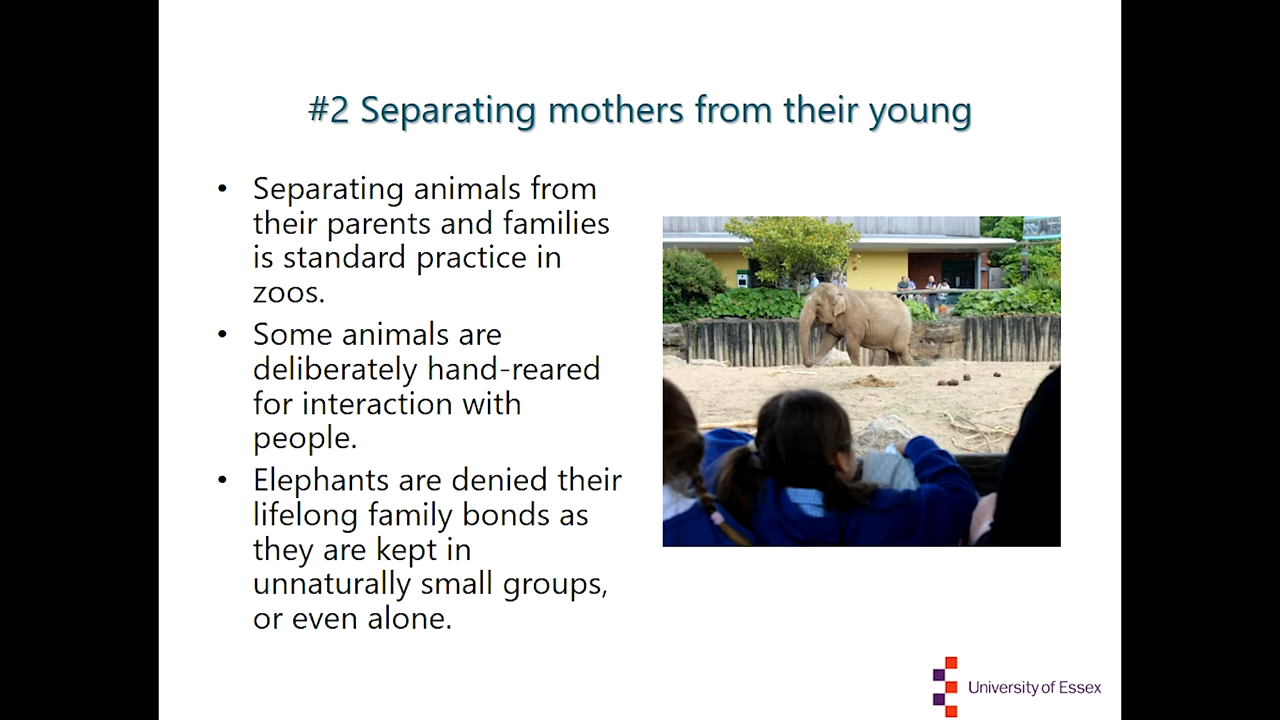 #2 Separating mothers from their young
• Separating animals from
their parents and families
is standard practice in
zoos.
• Some animals are
deliberately hand-reared
for interaction with
people.
• Elephants are denied their
lifelong family bonds as
they are kept in
unnaturally small groups,
or even alone.
University of Essex